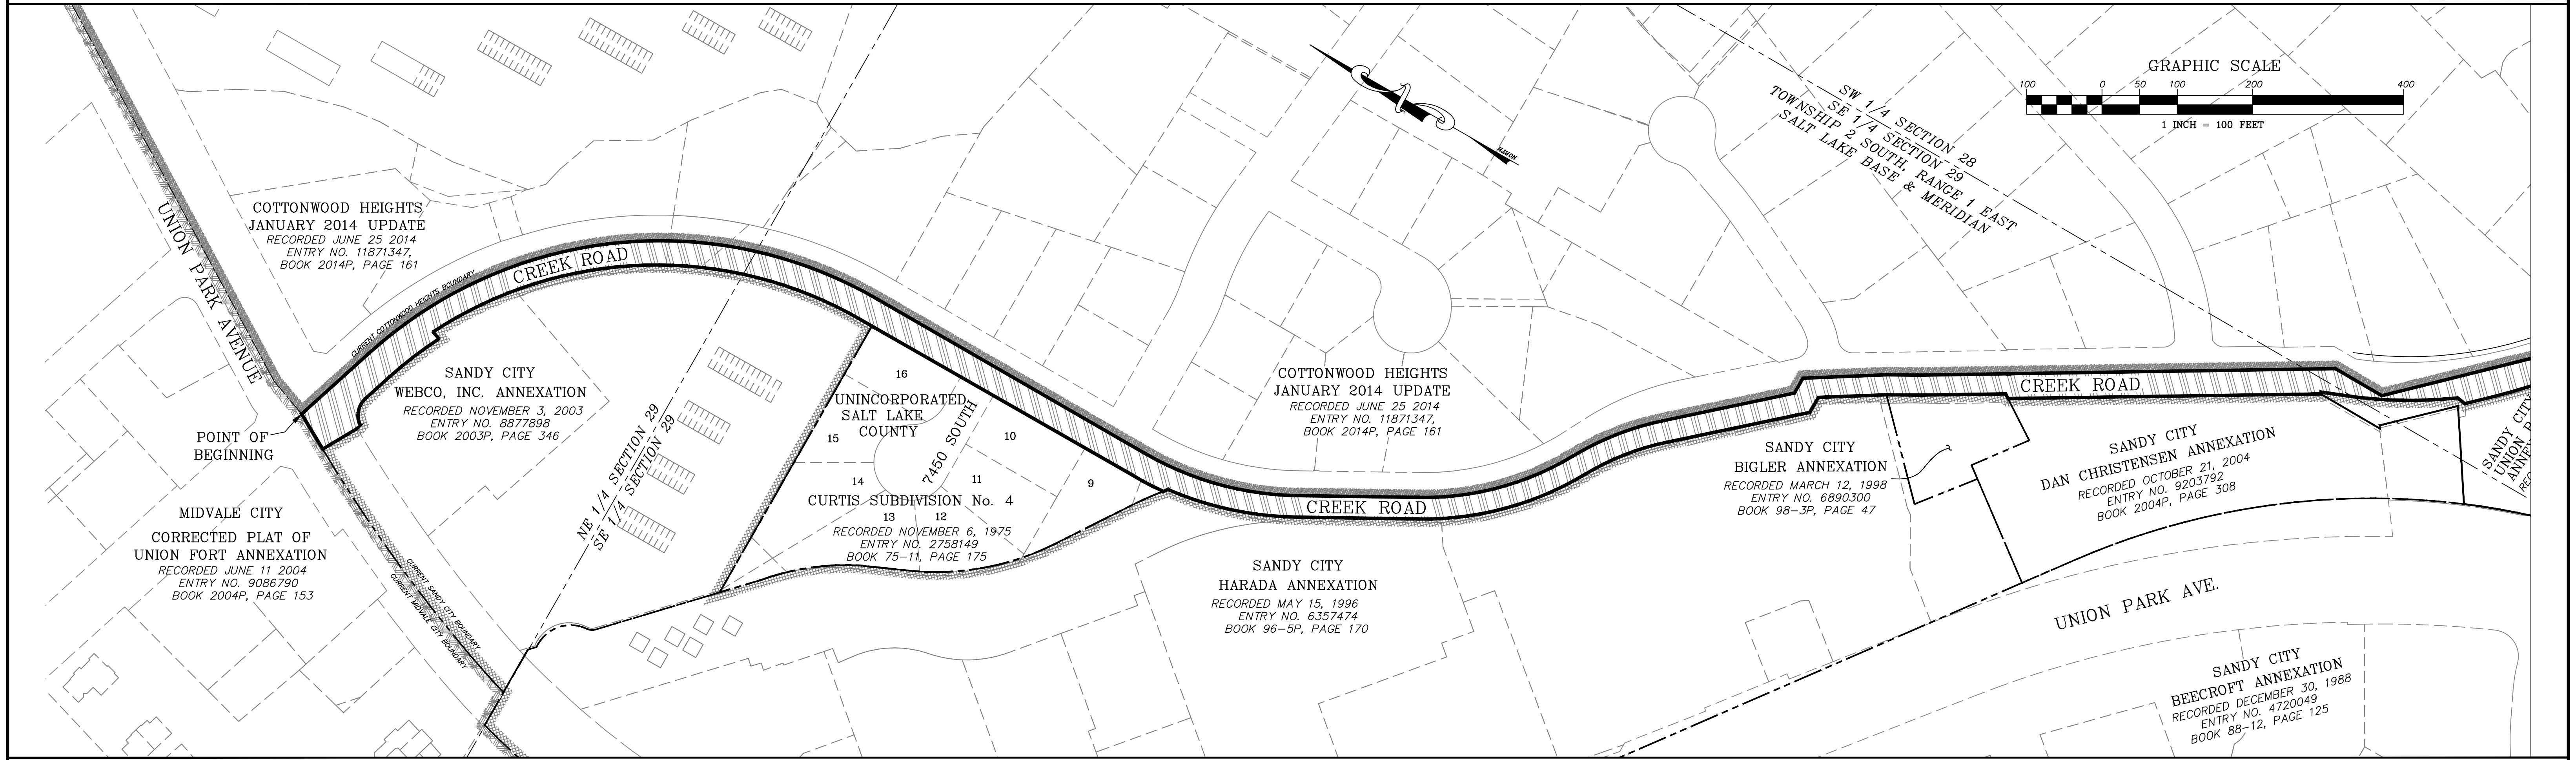 GRAPHIC SCALE
100 0 50 100 200 400
1 INCH = 100 FEET
NORTH
SW 1/4 SECTION 28
SE 1/4 SECTION 29
TOWNSHIP 2 SOUTH, RANGE 1 EAST
SALT LAKE BASE & MERIDIAN
COTTONWOOD HEIGHTS
JANUARY 2014 UPDATE
RECORDED JUNE 25 2014
ENTRY NO. 11871347,
BOOK 2014P, PAGE 161
UNION PARK AVENUE
CURRENT COTTONWOOD HEIGHTS BOUNDARY
CREEK ROAD
SANDY CITY
WEBCO, INC. ANNEXATION
RECORDED NOVEMBER 3, 2003
ENTRY NO. 8877898
BOOK 2003P, PAGE 346
POINT OF
BEGINNING
MIDVALE CITY
CORRECTED PLAT OF
UNION FORT ANNEXATION
RECORDED JUNE 11 2004
ENTRY NO. 9086790
BOOK 2004P, PAGE 153
CURRENT SANDY CITY BOUNDARY
CURRENT MIDVALE CITY BOUNDARY
NE 1/4 SECTION 29
SE 1/4 SECTION 29
16
UNINCORPORATED
SALT LAKE
COUNTY
15
10
7450 SOUTH
14
11
9
CURTIS SUBDIVISION No. 4
13
12
RECORDED NOVEMBER 6, 1975
ENTRY NO. 2758149
BOOK 75-11, PAGE 175
COTTONWOOD HEIGHTS
JANUARY 2014 UPDATE
RECORDED JUNE 25 2014
ENTRY NO. 11871347,
BOOK 2014P, PAGE 161
CREEK ROAD
SANDY CITY
HARADA ANNEXATION
RECORDED MAY 15, 1996
ENTRY NO. 6357474
BOOK 96-5P, PAGE 170
CREEK ROAD
SANDY CITY
BIGLER ANNEXATION
RECORDED MARCH 12, 1998
ENTRY NO. 6890300
BOOK 98-3P, PAGE 47
SANDY CITY
DAN CHRISTENSEN ANNEXATION
RECORDED OCTOBER 21, 2004
ENTRY NO. 9203792
BOOK 2004P, PAGE 308
SANDY CITY
UNION
UNION PARK AVE.
SANDY CITY
BEECROFT ANNEXATION
RECORDED DECEMBER 30, 1988
ENTRY NO. 4720049
BOOK 88-12, PAGE 125